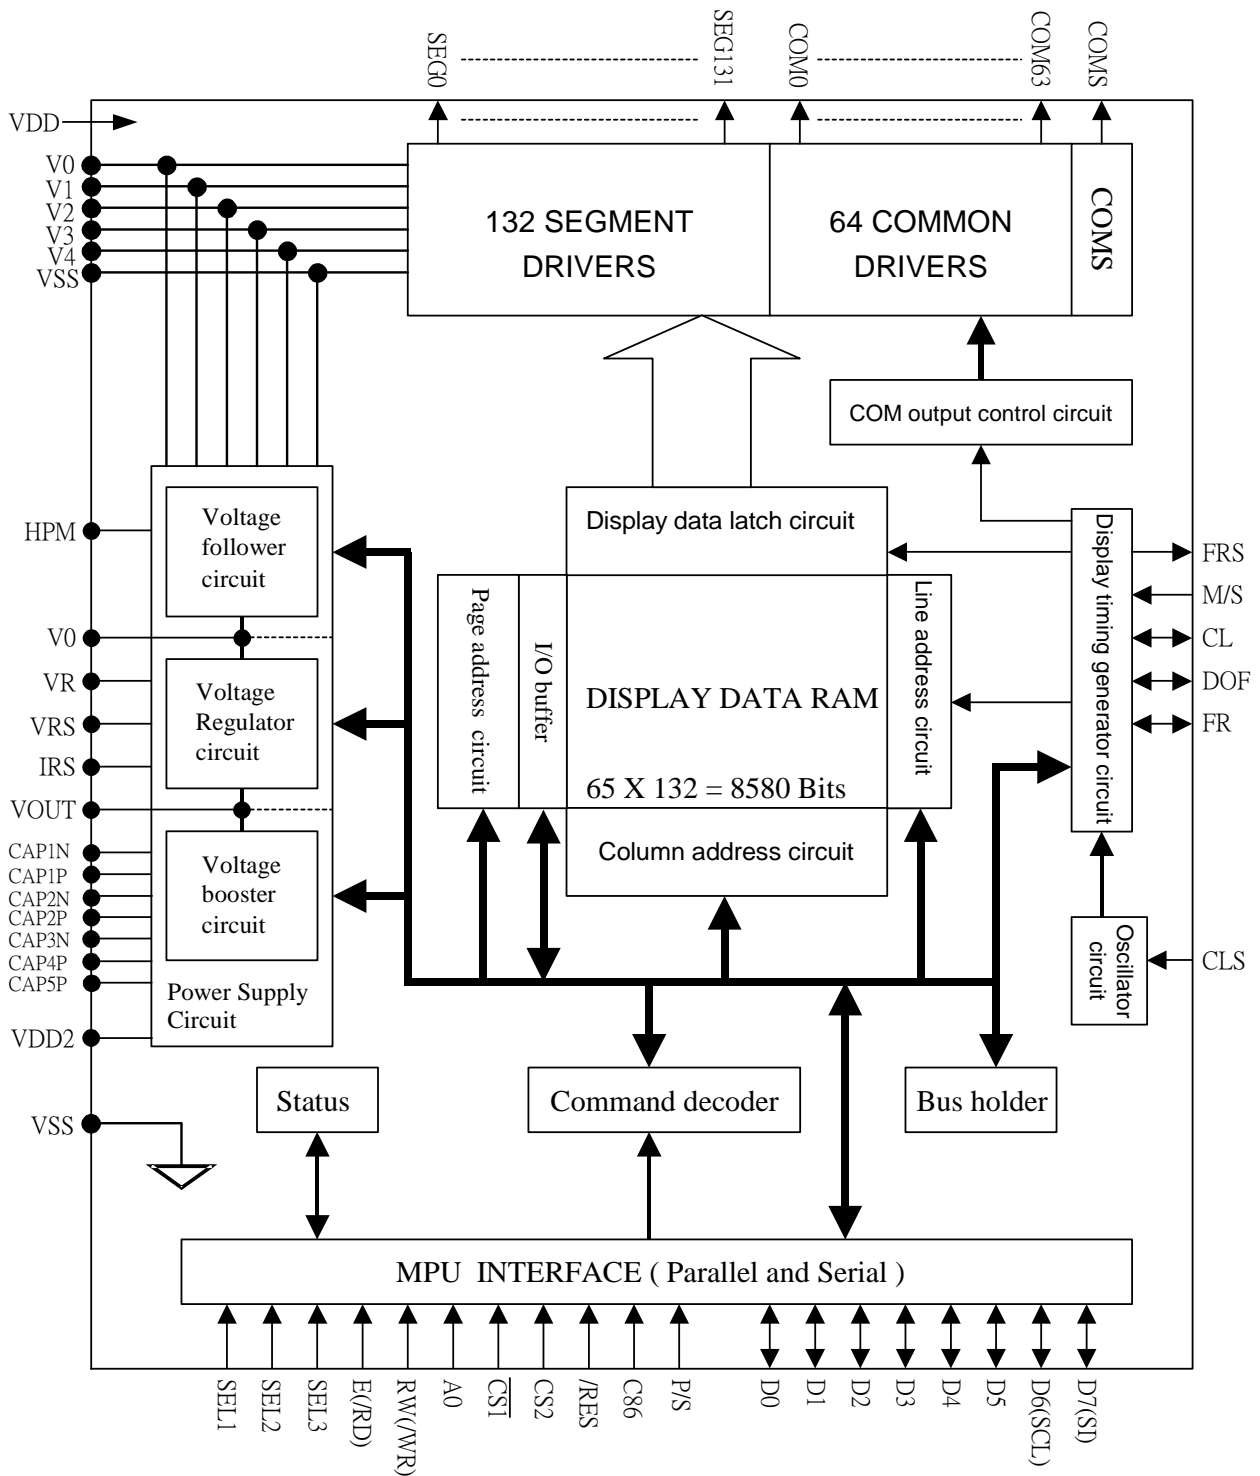 SEG0
SEG131
COM0
COM63
COMS
VDD
V0
V1
V2
V3
V4
VSS
132 SEGMENT
DRIVERS
64 COMMON
DRIVERS
COMS
COM output control circuit
HPM
V0
VR
VRS
IRS
VOUT
CAP1N
CAP1P
CAP2N
CAP2P
CAP3N
CAP4P
CAP5P
VDD2
VSS
Voltage
follower
circuit
Voltage
Regulator
circuit
Voltage
booster
circuit
Power Supply
Circuit
Display data latch circuit
Page address circuit
I/O buffer
DISPLAY DATA RAM
65 X 132 = 8580 Bits
Line address circuit
Column address circuit
Display timing generator circuit
FRS
M/S
CL
DOF
FR
Oscillator
circuit
CLS
Status
Command decoder
Bus holder
MPU INTERFACE ( Parallel and Serial )
SEL1
SEL2
SEL3
E(/RD)
RW(/WR)
A0
C̅S̅1̅
CS2
/RES
C86
P/S
D0
D1
D2
D3
D4
D5
D6(SCL)
D7(SI)